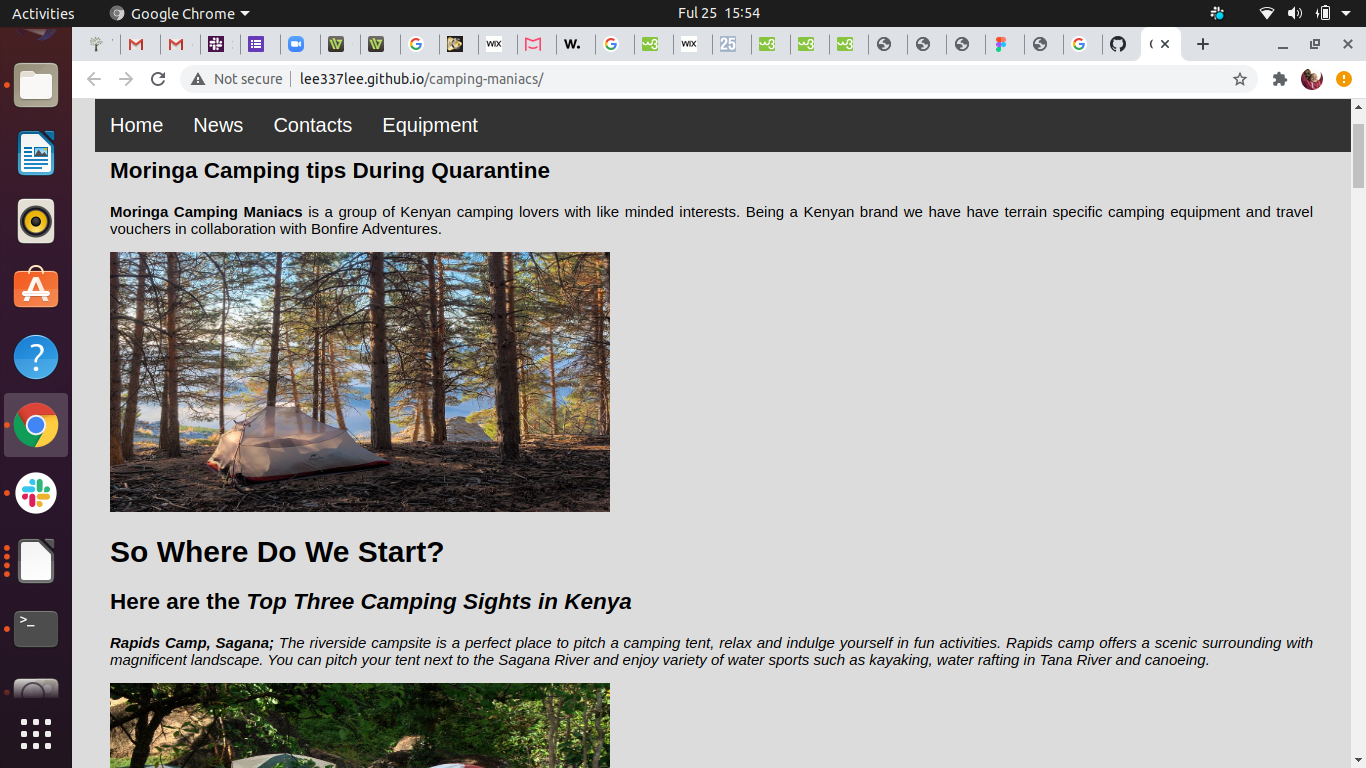 Activities
Google Chrome
Ful 25 15:54
WIX
w.
WIX
25
(
Not secure
lee337lee.github.io/camping-maniacs/
Home
News
Contacts
Equipment
Moringa Camping tips During Quarantine
Moringa Camping Maniacs is a group of Kenyan camping lovers with like minded interests. Being a Kenyan brand we have have terrain specific camping equipment and travel
vouchers in collaboration with Bonfire Adventures.
So Where Do We Start?
Here are the Top Three Camping Sights in Kenya
Rapids Camp, Sagana; The riverside campsite is a perfect place to pitch a camping tent, relax and indulge yourself in fun activities. Rapids camp offers a scenic surrounding with
magnificent landscape. You can pitch your tent next to the Sagana River and enjoy variety of water sports such as kayaking, water rafting in Tana River and canoeing.